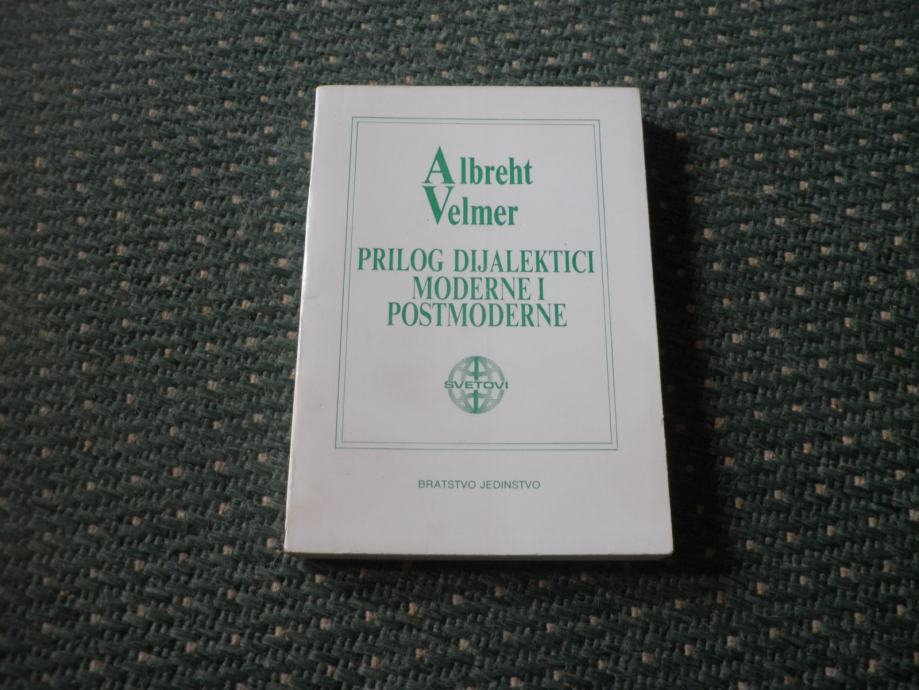 Albreht
Velmer
PRILOG DIJALEKTICI
MODERNE I
POSTMODERNE
SVETOVI
BRATSTVO JEDINSTVO